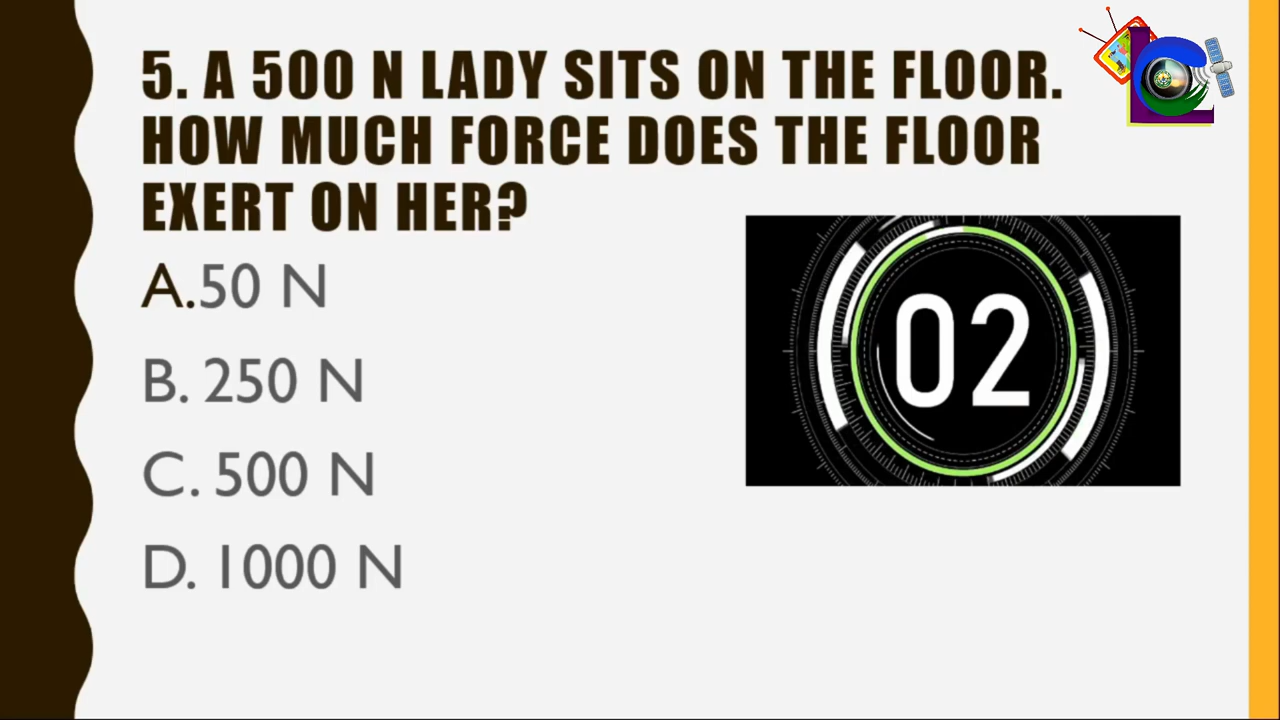 5. A 500 N LADY SITS ON THE FLOOR.
HOW MUCH FORCE DOES THE FLOOR
EXERT ON HER?
A.50 N
B. 250 N
C. 500 N
D. 1000 N
02
LC